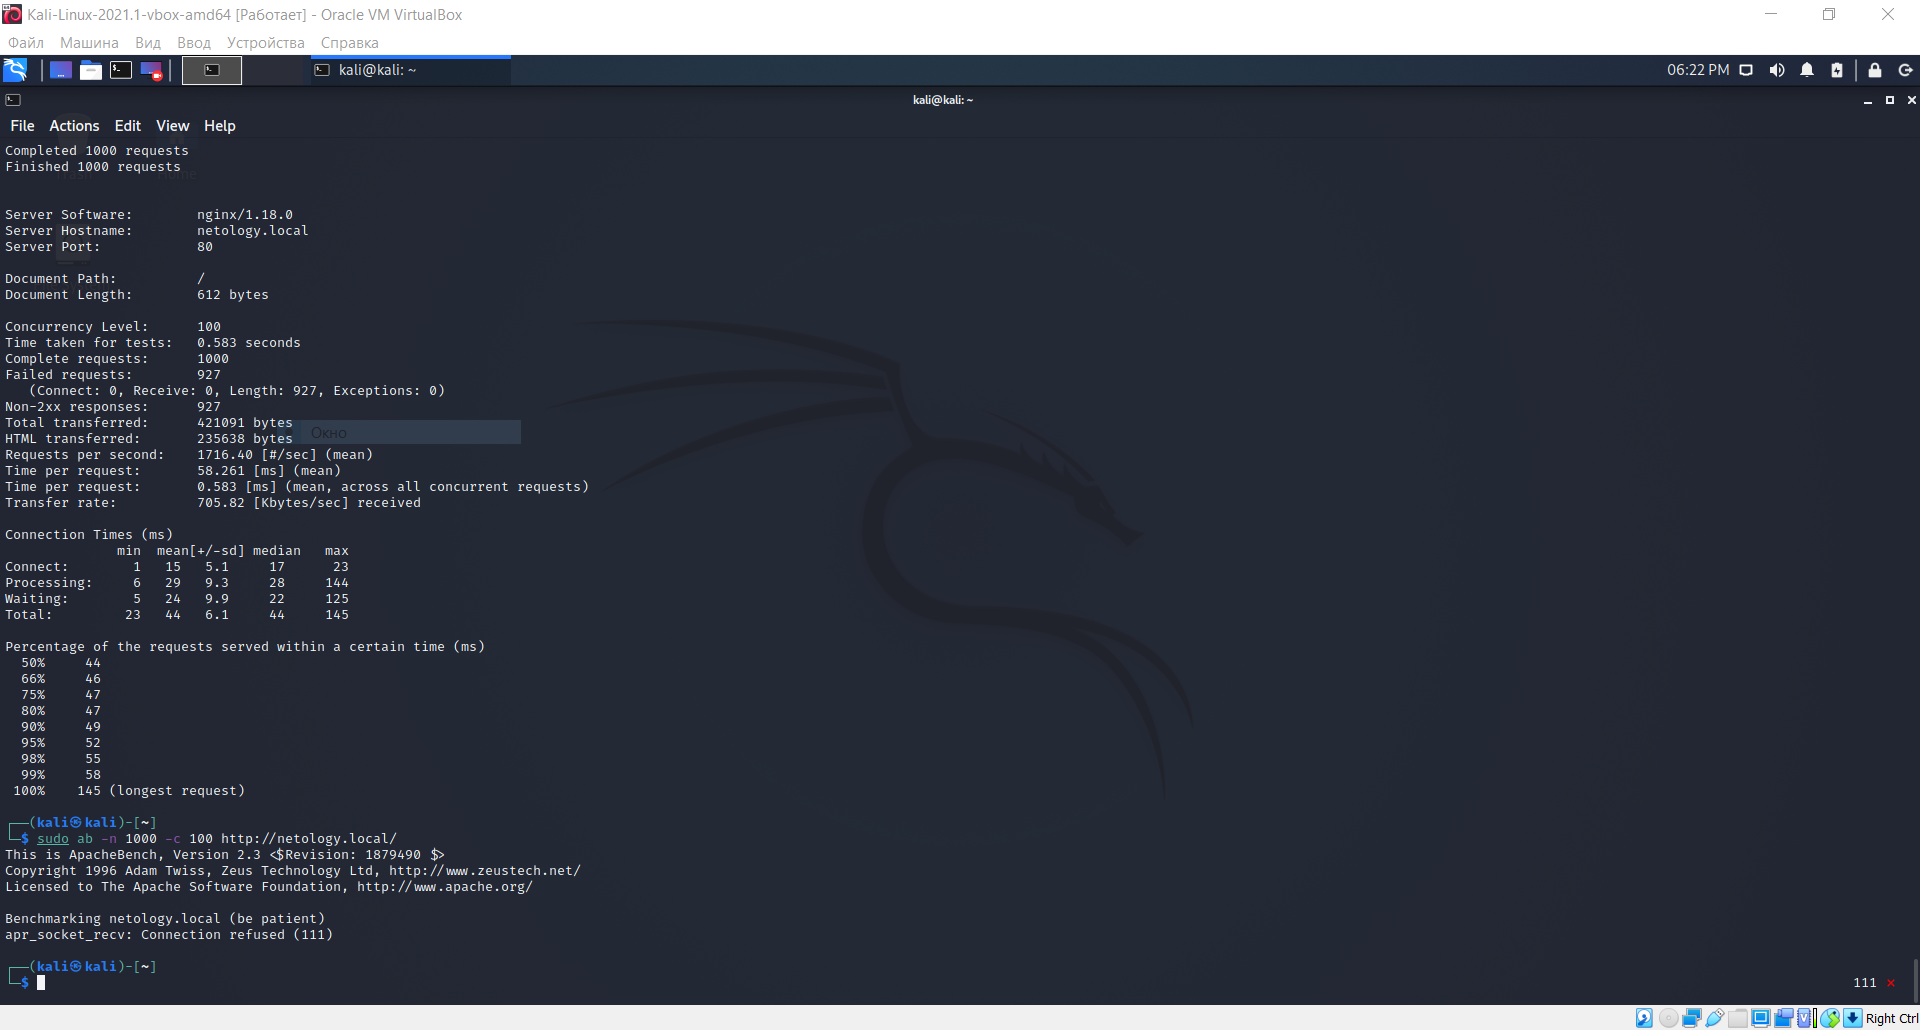 Kali-Linux-2021.1-vbox-amd64 [Работает] - Oracle VM VirtualBox
Файл Машина Вид Ввод Устройства Справка
kali@kali: ~
06:22 PM
kali@kali: ~
File Actions Edit View Help
Completed 1000 requests
Finished 1000 requests
Server Software: nginx/1.18.0
Server Hostname: netology.local
Server Port: 80
Document Path: /
Document Length: 612 bytes
Concurrency Level: 100
Time taken for tests: 0.583 seconds
Complete requests: 1000
Failed requests: 927
(Connect: 0, Receive: 0, Length: 927, Exceptions: 0)
Non-2xx responses: 927
Total transferred: 421091 bytes
Окно
HTML transferred: 235638 bytes
Requests per second: 1716.40 [#/sec] (mean)
Time per request: 58.261 [ms] (mean)
Time per request: 0.583 [ms] (mean, across all concurrent requests)
Transfer rate: 705.82 [Kbytes/sec] received
Connection Times (ms)
min mean[+/-sd] median max
Connect: 1 15 5.1 17 23
Processing: 6 29 9.3 28 144
Waiting: 5 24 9.9 22 125
Total: 23 44 6.1 44 145
Percentage of the requests served within a certain time (ms)
50% 44
66% 46
75% 47
80% 47
90% 49
95% 52
98% 55
99% 58
100% 145 (longest request)
┌──(kali㉿kali)-[~]
└─$ sudo ab -n 1000 -c 100 http://netology.local/
This is ApacheBench, Version 2.3 <$Revision: 1879490 $>
Copyright 1996 Adam Twiss, Zeus Technology Ltd, http://www.zeustech.net/
Licensed to The Apache Software Foundation, http://www.apache.org/
Benchmarking netology.local (be patient)
apr_socket_recv: Connection refused (111)
┌──(kali㉿kali)-[~]
└─$
111 ×
Right Ctrl